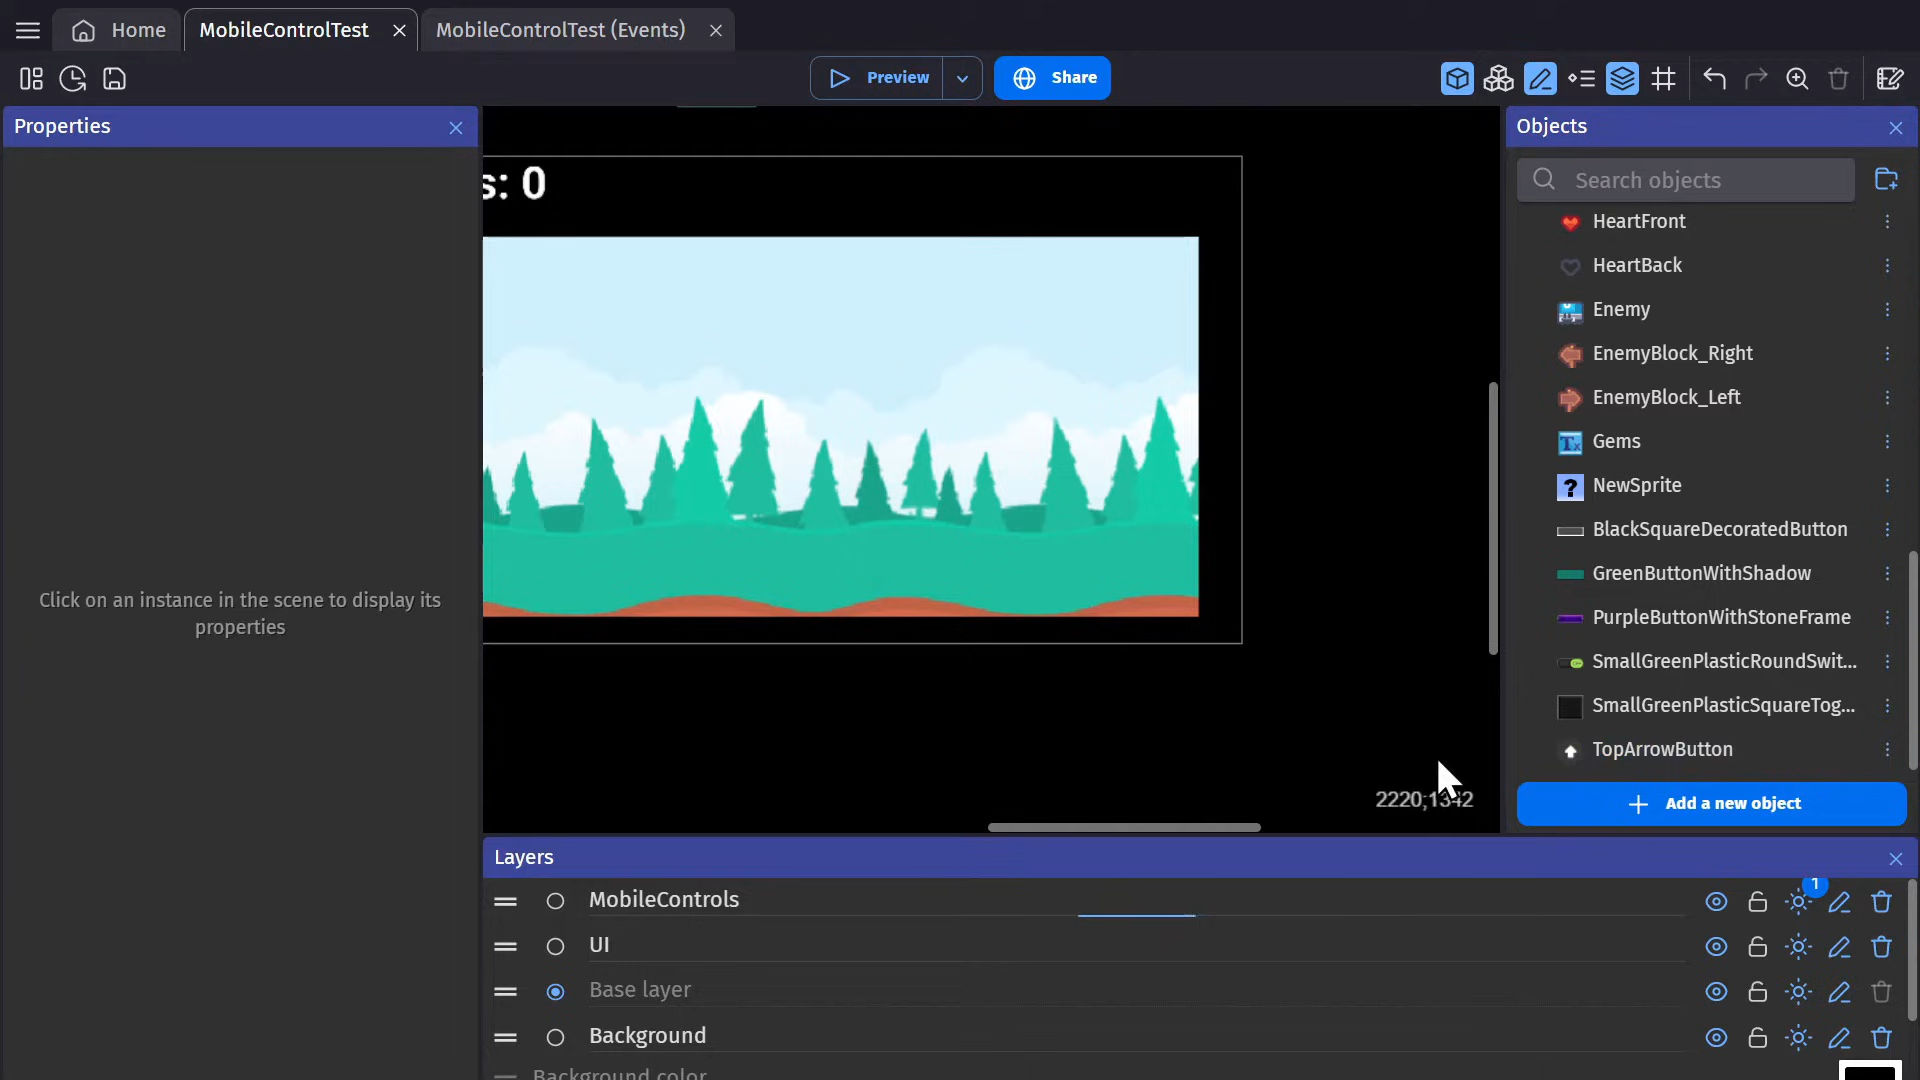 Home
MobileControlTest
MobileControlTest (Events)
Preview
Share
Properties
Objects
s: 0
Search objects
HeartFront
HeartBack
Enemy
EnemyBlock_Right
EnemyBlock_Left
Gems
NewSprite
BlackSquareDecoratedButton
GreenButtonWithShadow
PurpleButtonWithStoneFrame
SmallGreenPlasticRoundSwit...
SmallGreenPlasticSquareTog...
TopArrowButton
Click on an instance in the scene to display its
properties
2220;1342
Add a new object
Layers
MobileControls
1
UI
Base layer
Background
Background color